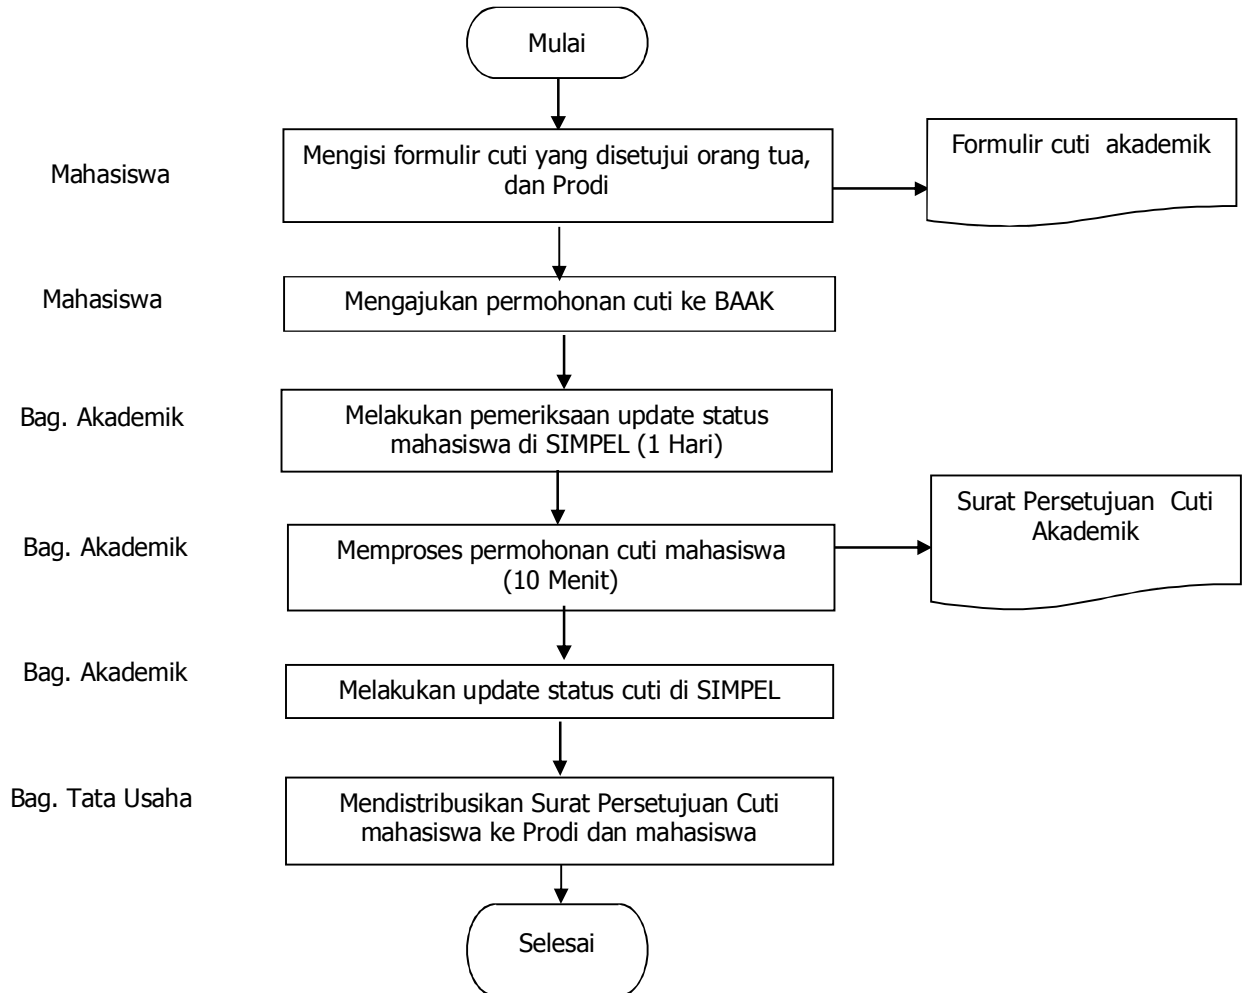 Mulai
Mahasiswa
Mengisi formulir cuti yang disetujui orang tua,
dan Prodi
Formulir cuti akademik
Mahasiswa
Mengajukan permohonan cuti ke BAAK
Bag. Akademik
Melakukan pemeriksaan update status
mahasiswa di SIMPEL (1 Hari)
Bag. Akademik
Memproses permohonan cuti mahasiswa
(10 Menit)
Surat Persetujuan Cuti
Akademik
Bag. Akademik
Melakukan update status cuti di SIMPEL
Bag. Tata Usaha
Mendistribusikan Surat Persetujuan Cuti
mahasiswa ke Prodi dan mahasiswa
Selesai